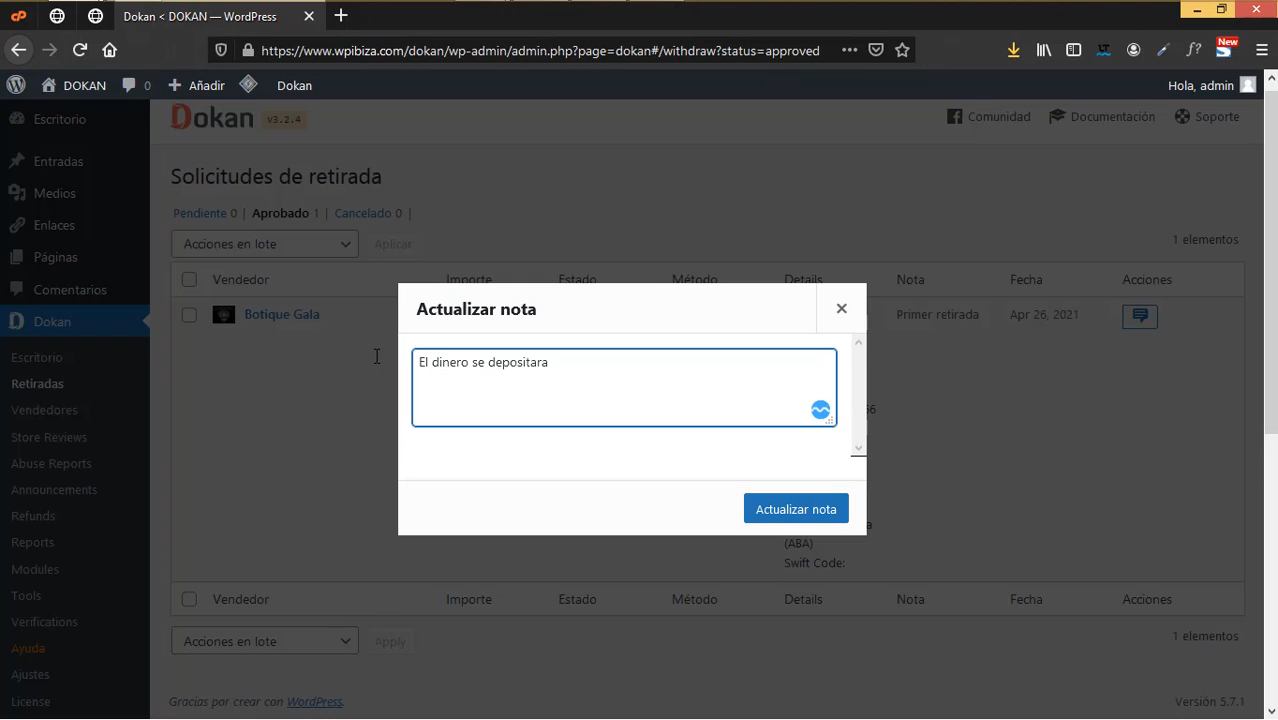 Dokan < DOKAN — WordPress
New
https://www.wpibiza.com/dokan/wp-admin/admin.php?page=dokan#/withdraw?status=approved
DOKAN
0
Añadir
Dokan
Hola, admin
Escritorio
Entradas
Medios
Enlaces
Páginas
Comentarios
Dokan
Escritorio
Retiradas
Vendedores
Store Reviews
Abuse Reports
Announcements
Refunds
Reports
Modules
Tools
Verifications
Ayuda
Ajustes
License
Dokan v3.2.4
Comunidad
Documentación
Soporte
Solicitudes de retirada
Pendiente 0 | Aprobado 1 | Cancelado 0 |
Acciones en lote
Aplicar
1 elementos
Vendedor Importe Estado Método Details Nota Fecha Acciones
Botique Gala
Primer retirada
Apr 26, 2021
Actualizar nota
El dinero se depositara
Actualizar nota
(ABA)
Swift Code:
Vendedor Importe Estado Método Details Nota Fecha Acciones
Acciones en lote
Apply
1 elementos
Gracias por crear con WordPress.
Versión 5.7.1